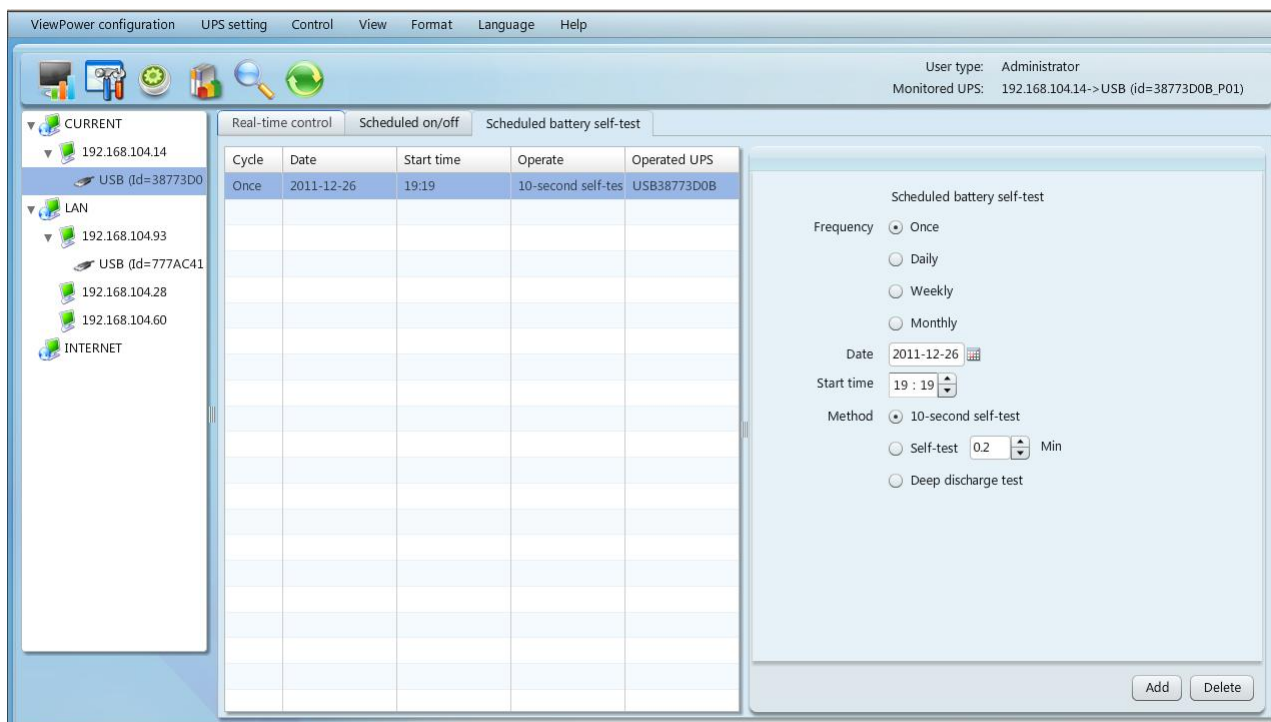 ViewPower configuration UPS setting Control View Format Language Help
User type: Administrator
Monitored UPS: 192.168.104.14->USB (id=38773D0B_P01)
CURRENT
192.168.104.14
USB (Id=38773D0
LAN
192.168.104.93
USB (Id=777AC41
192.168.104.28
192.168.104.60
INTERNET
Real-time control Scheduled on/off Scheduled battery self-test
Cycle Date Start time Operate Operated UPS
Once 2011-12-26 19:19 10-second self-tes USB38773D0B
Scheduled battery self-test
Frequency Once
Daily
Weekly
Monthly
Date 2011-12-26
Start time 19 : 19
Method 10-second self-test
Self-test 0.2 Min
Deep discharge test
Add Delete